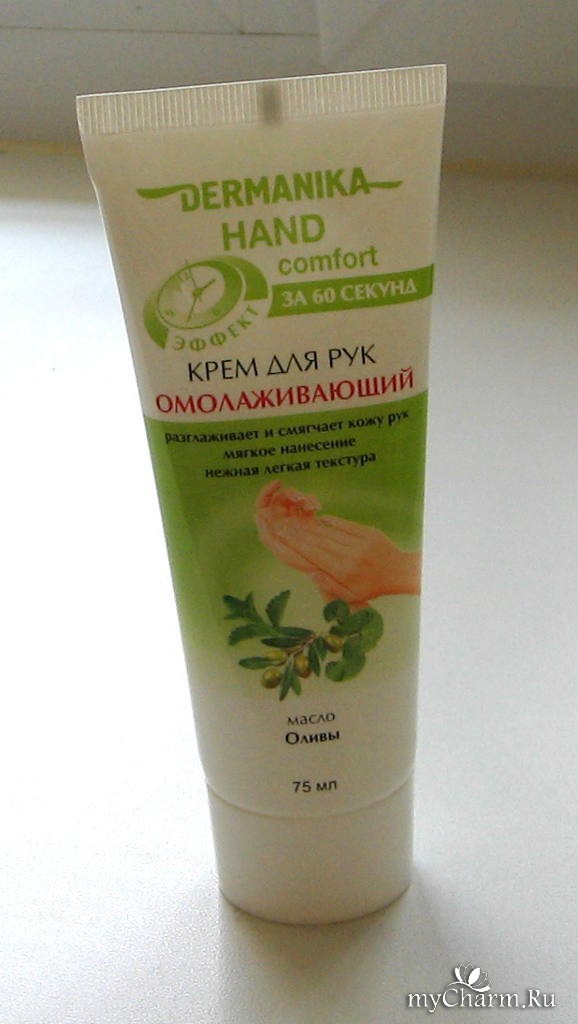 DERMANIKA
HAND
comfort
ЗА 60 СЕКУНД
ЭФФЕКТ
КРЕМ ДЛЯ РУК
ОМОЛАЖИВАЮЩИЙ
разглаживает и смягчает кожу рук
мягкое нанесение
нежная легкая текстура
масло
Оливы
75 мл
myCharm.Ru